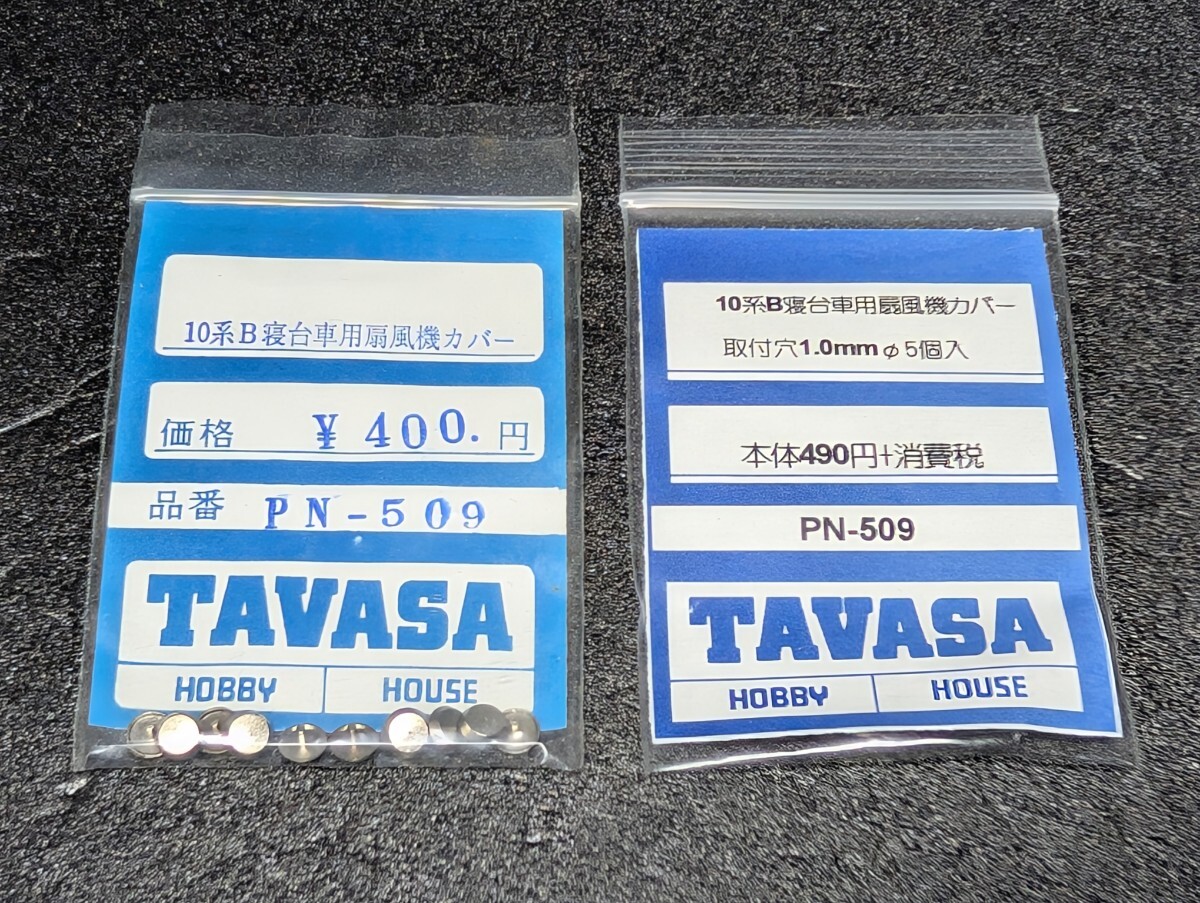 10系B寝台車用扇風機カバー
価格 ¥400.円
品番 PN-509
TAVASA
HOBBY HOUSE
10系B寝台車用扇風機カバー
取付穴1.0mmφ5個入
本体490円+消費税
PN-509
TAVASA
HOBBY HOUSE